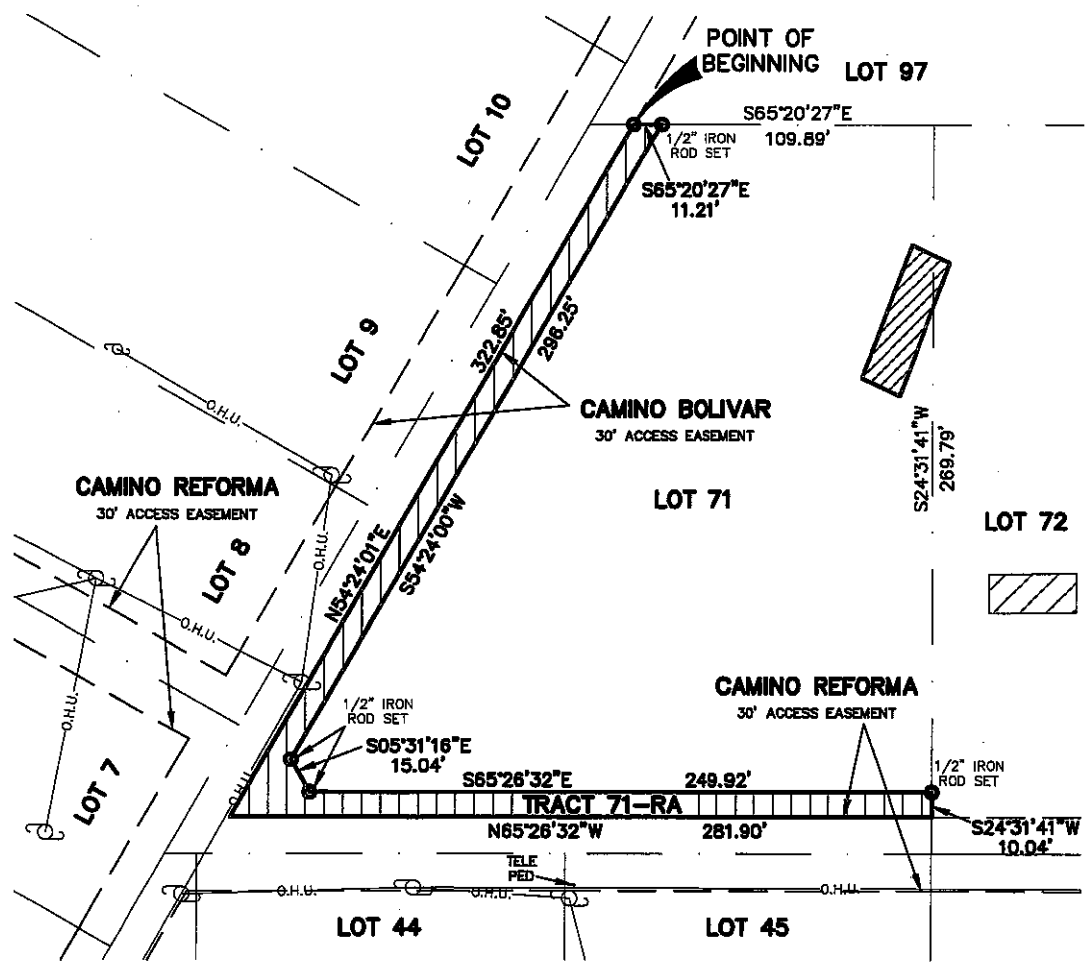 POINT OF
BEGINNING
LOT 97
S65°20'27"E
109.89'
1/2" IRON
ROD SET
S65°20'27"E
11.21'
LOT 10
LOT 9
322.85'
296.25'
CAMINO BOLIVAR
30' ACCESS EASEMENT
O.H.U.
CAMINO REFORMA
30' ACCESS EASEMENT
LOT 71
S24°31'41"W
269.79'
LOT 72
LOT 8
O.H.U.
N54°24'01"E
S54°24'00"W
O.H.U.
O.H.U.
CAMINO REFORMA
30' ACCESS EASEMENT
1/2" IRON
ROD SET
S05°31'16"E
15.04'
LOT 7
O.H.U.
S65°26'32"E
249.92'
1/2" IRON
ROD SET
TRACT 71-RA
N65°26'32"W
281.90'
S24°31'41"W
10.04'
TELE
PED
O.H.U.
O.H.U.
O.H.U.
LOT 44
LOT 45